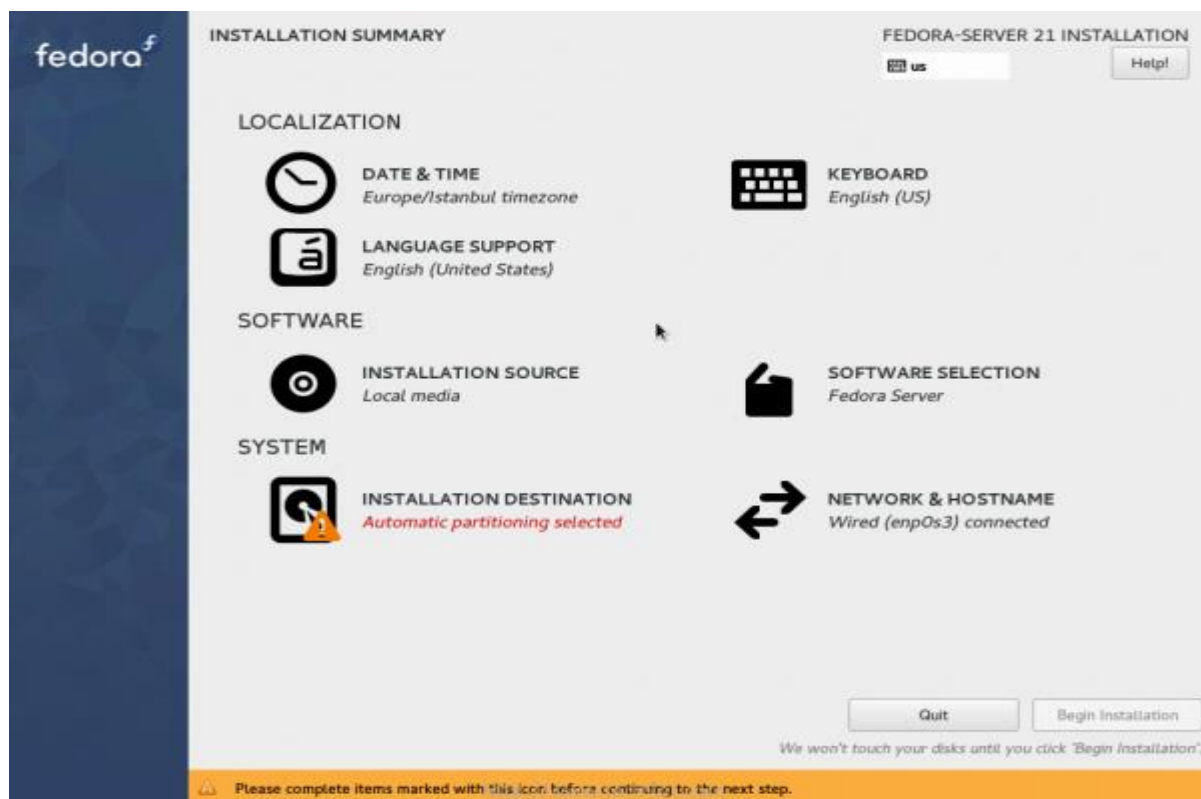 fedora
INSTALLATION SUMMARY
FEDORA-SERVER 21 INSTALLATION
us
Help!
LOCALIZATION
DATE & TIME
Europe/Istanbul timezone
KEYBOARD
English (US)
LANGUAGE SUPPORT
English (United States)
SOFTWARE
INSTALLATION SOURCE
Local media
SOFTWARE SELECTION
Fedora Server
SYSTEM
INSTALLATION DESTINATION
Automatic partitioning selected
NETWORK & HOSTNAME
Wired (enp0s3) connected
Quit
Begin Installation
We won't touch your disks until you click 'Begin Installation'.
Please complete items marked with this icon before continuing to the next step.